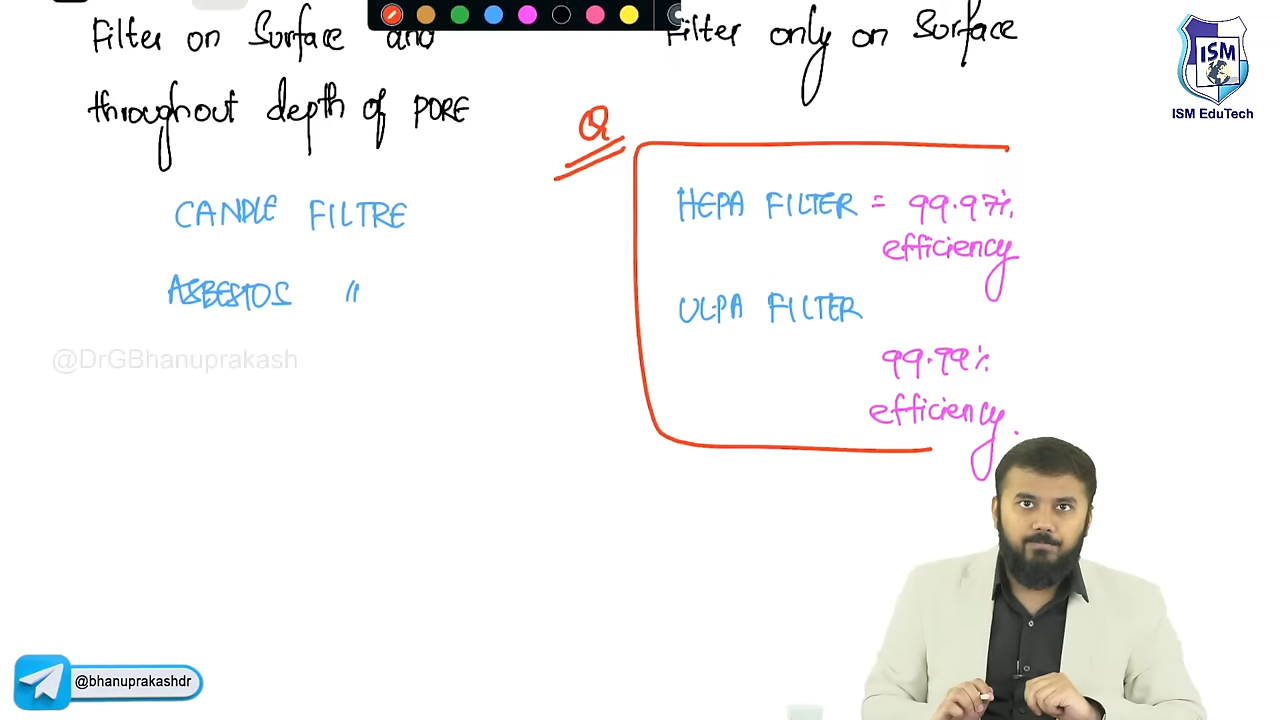 Filter on Surface and
throughout depth of PORE
CANDLE FILTRE
ASBESTOS "
@DrGBhanuprakash
Filter only on Surface
Q
HEPA FILTER = 99.97%
efficiency
ULPA FILTER
99.99%
efficiency.
ISM
ISM EduTech
@bhanuprakashdr